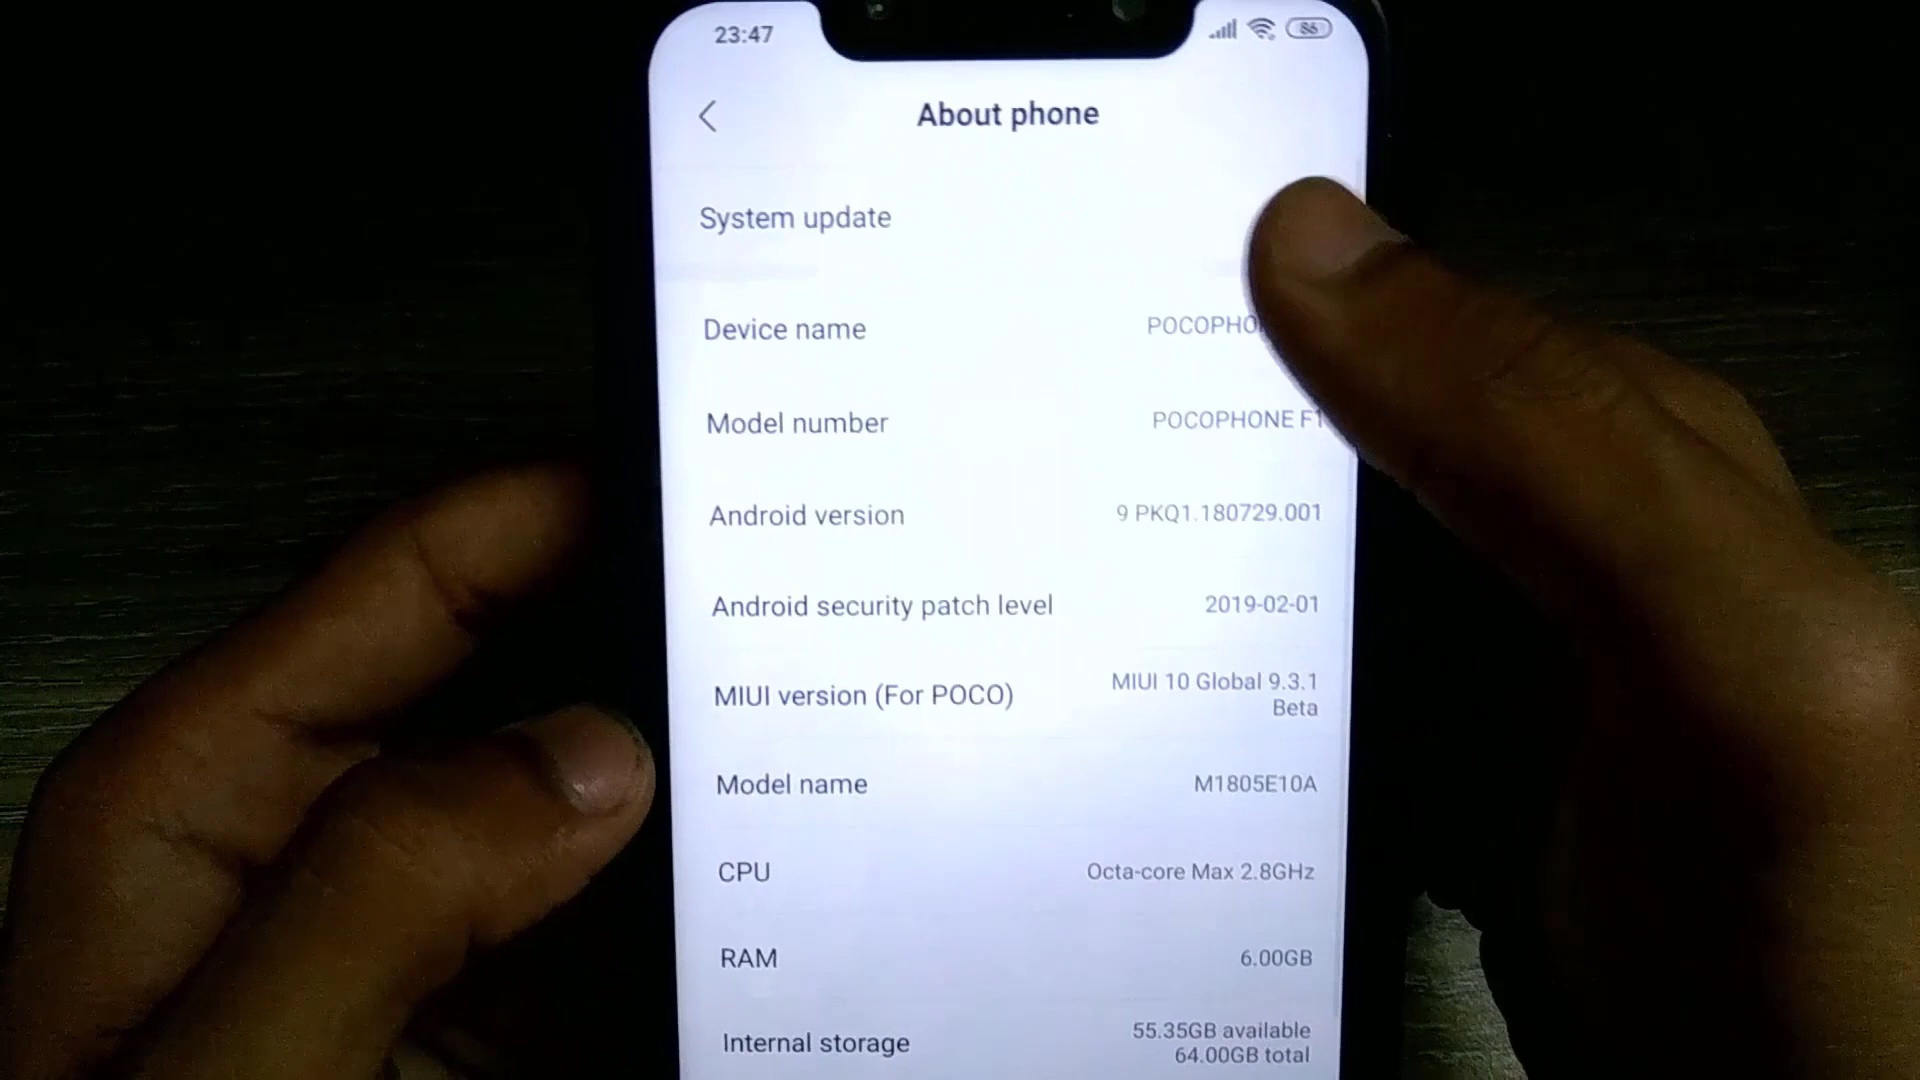 23:47
86
About phone
System update
Device name POCOPHO
Model number POCOPHONE F1
Android version 9 PKQ1.180729.001
Android security patch level 2019-02-01
MIUI version (For POCO) MIUI 10 Global 9.3.1
Beta
Model name M1805E10A
CPU Octa-core Max 2.8GHz
RAM 6.00GB
Internal storage 55.35GB available
64.00GB total